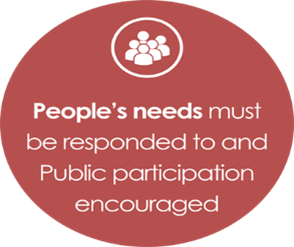 People's needs must
be responded to and
Public participation
encouraged